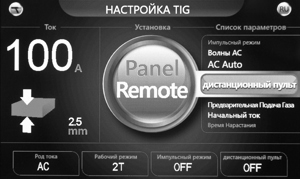 НАСТРОЙКА TIG
RU
Ток
Установка
Список параметров
100 A
Импульсный режим
Волны AC
AC Auto
Panel
Remote
дистанционный пульт
Предварительная Подача Газа
Начальный ток
Время Нарастания
2.5
mm
Род тока
AC
Рабочий режим
2T
Импульсный режим
OFF
дистанционный пульт
OFF